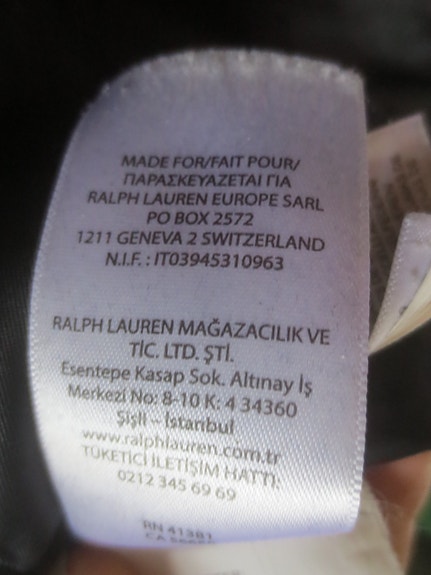 MADE FOR/FAIT POUR/
ΠΑΡΑΣΚΕΥΑΖΕΤΑΙ ΓΙΑ
RALPH LAUREN EUROPE SARL
PO BOX 2572
1211 GENEVA 2 SWITZERLAND
N.I.F. : IT03945310963
RALPH LAUREN MAĞAZACILIK VE
TİC. LTD. ŞTİ.
Esentepe Kasap Sok. Altınay İş
Merkezi No: 8-10 K: 4 34360
Şişli – İstanbul
www.ralphlauren.com.tr
TÜKETİCİ İLETİŞİM HATTI:
0212 345 69 69
RN 41381
CA